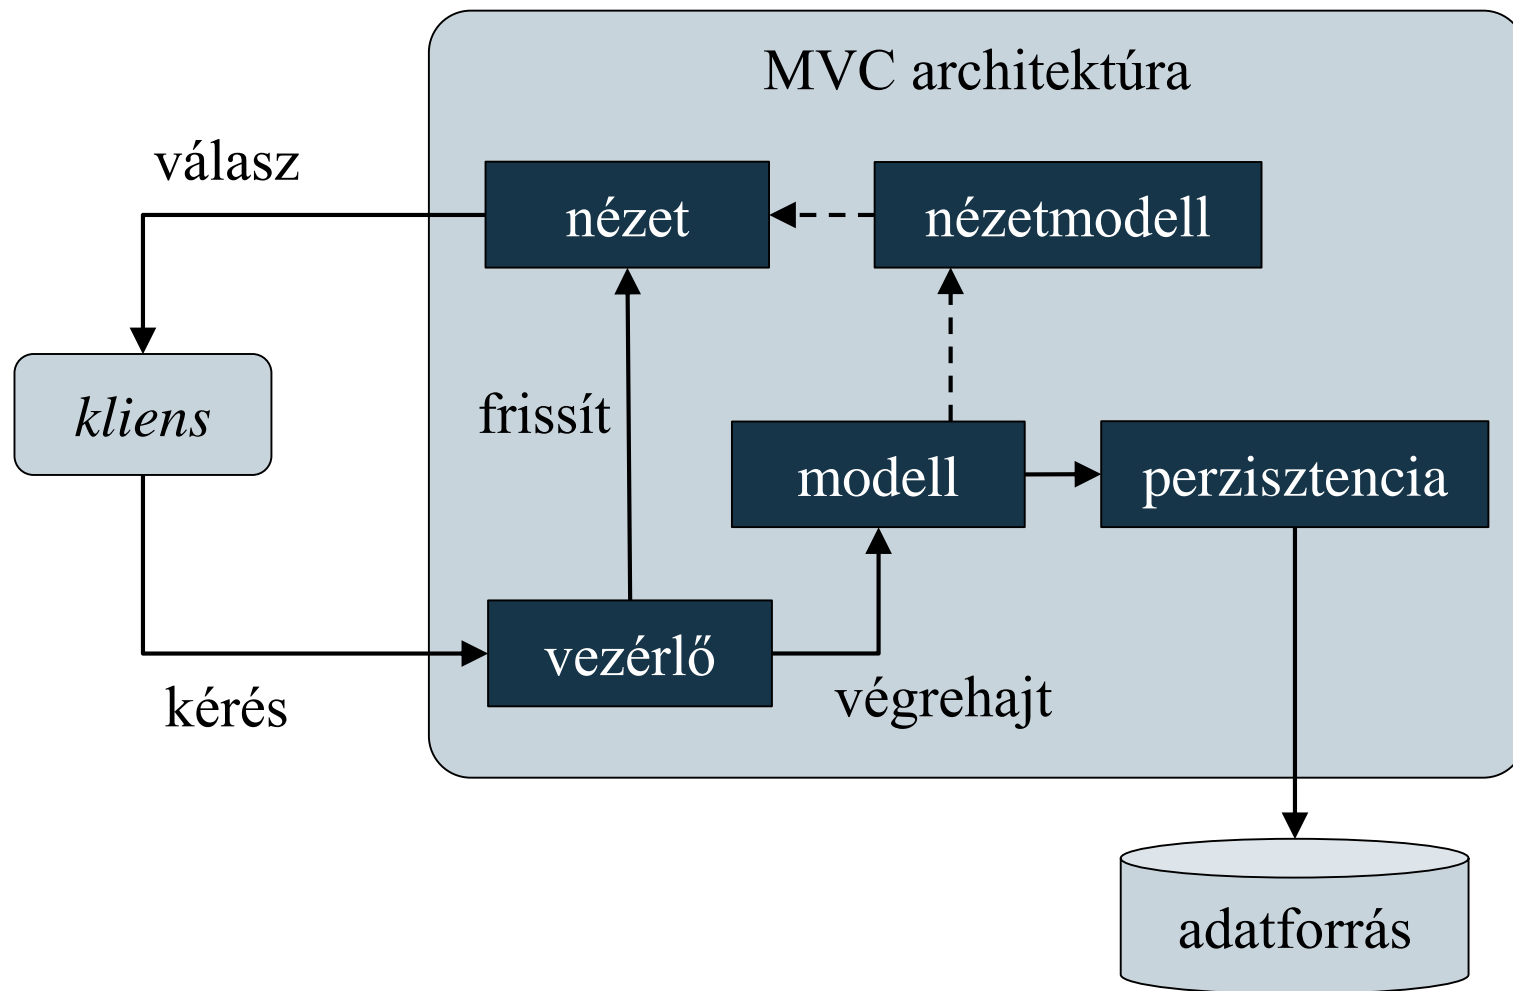 MVC architektúra
válasz
nézet
nézetmodell
kliens
frissít
modell
perzisztencia
vezérlő
kérés
végrehajt
adatforrás